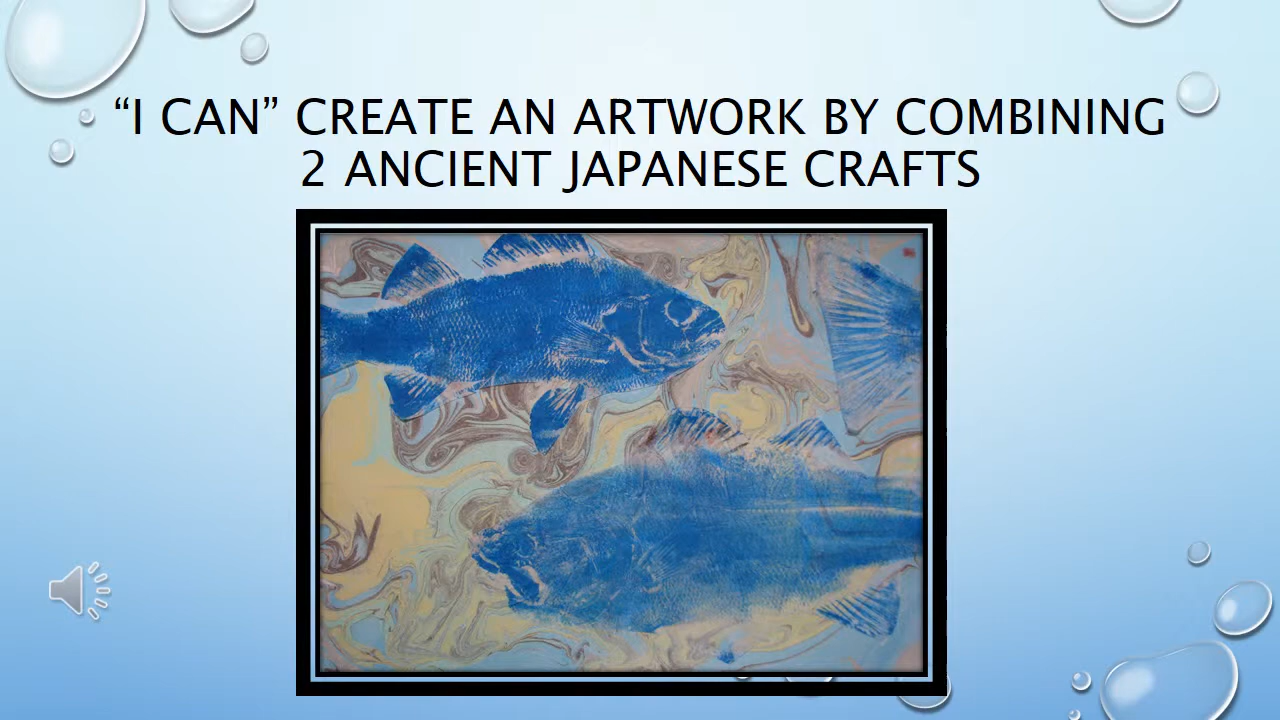 “I CAN” CREATE AN ARTWORK BY COMBINING
2 ANCIENT JAPANESE CRAFTS